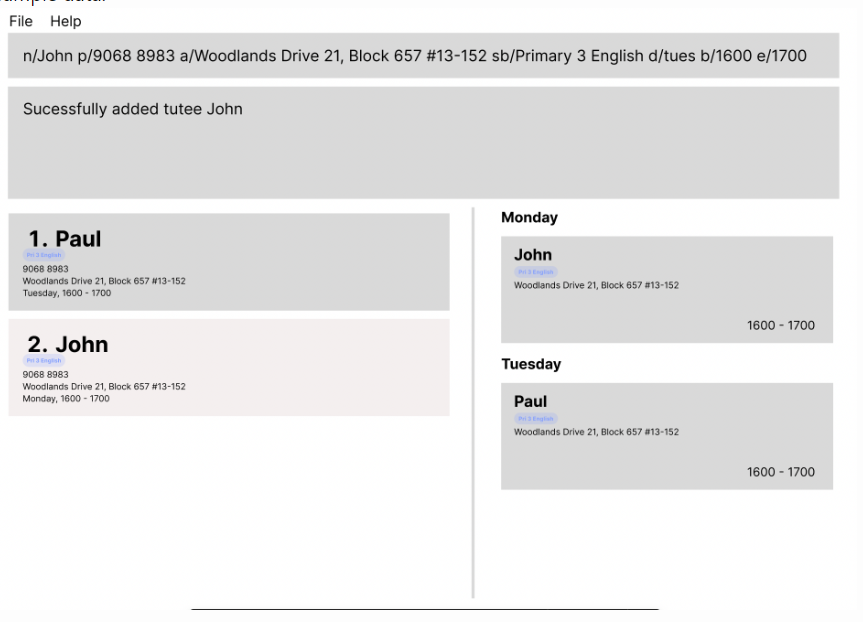 File Help
n/John p/9068 8983 a/Woodlands Drive 21, Block 657 #13-152 sb/Primary 3 English d/tues b/1600 e/1700
Sucessfully added tutee John
1. Paul
Pri 3 English
9068 8983
Woodlands Drive 21, Block 657 #13-152
Tuesday, 1600 - 1700
2. John
Pri 3 English
9068 8983
Woodlands Drive 21, Block 657 #13-152
Monday, 1600 - 1700
Monday
John
Pri 3 English
Woodlands Drive 21, Block 657 #13-152
1600 - 1700
Tuesday
Paul
Pri 3 English
Woodlands Drive 21, Block 657 #13-152
1600 - 1700